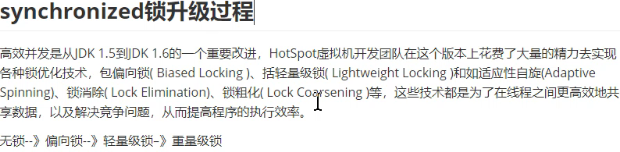 synchronized锁升级过程
高效并发是从JDK 1.5到JDK 1.6的一个重要改进，HotSpot虚拟机开发团队在这个版本上花费了大量的精力去实现
各种锁优化技术，包偏向锁( Biased Locking )、括轻量级锁( Lightweight Locking )和如适应性自旋(Adaptive
Spinning)、锁消除( Lock Elimination)、锁粗化( Lock Coarsening )等，这些技术都是为了在线程之间更高效地共
享数据，以及解决竞争问题，从而提高程序的执行效率。
无锁--》偏向锁--》轻量级锁–》重量级锁